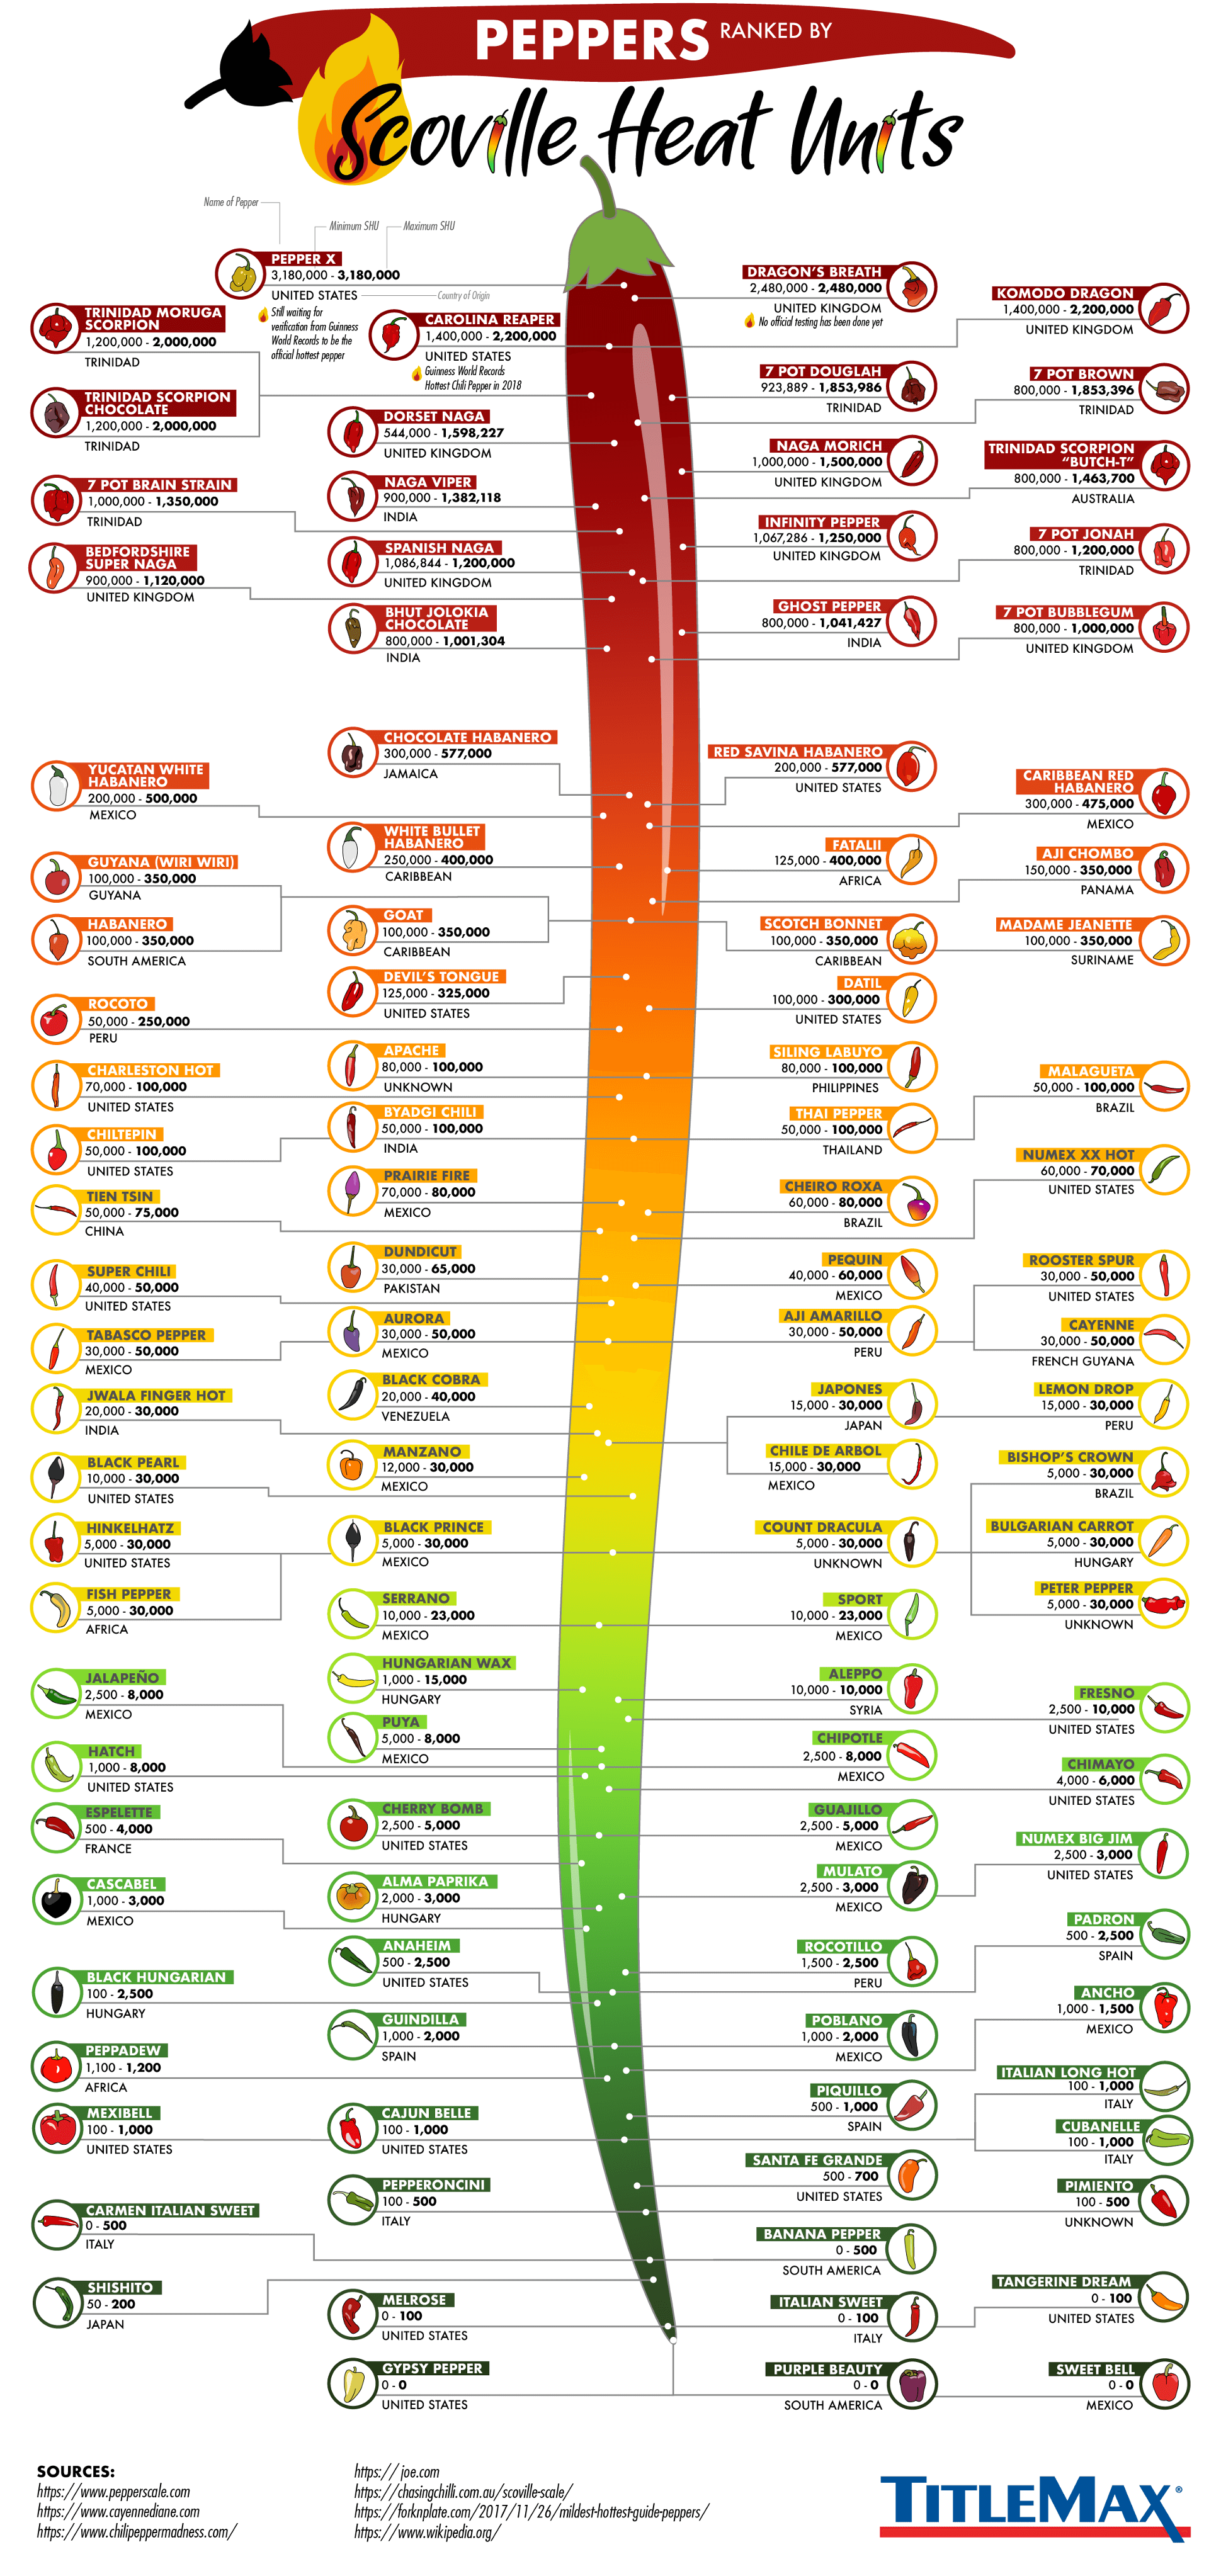 PEPPERS RANKED BY
Scoville Heat Units
Name of Pepper
Minimum SHU
Maximum SHU
PEPPER X
3,180,000 - 3,180,000
UNITED STATES
Country of Origin
Still waiting for
verification from Guinness
World Records to be the
official hottest pepper
DRAGON'S BREATH
2,480,000 - 2,480,000
UNITED KINGDOM
No official testing has been done yet
KOMODO DRAGON
1,400,000 - 2,200,000
UNITED KINGDOM
TRINIDAD MORUGA
SCORPION
1,200,000 - 2,000,000
TRINIDAD
CAROLINA REAPER
1,400,000 - 2,200,000
UNITED STATES
Guinness World Records
Hottest Chili Pepper in 2018
7 POT DOUGLAH
923,889 - 1,853,986
TRINIDAD
7 POT BROWN
800,000 - 1,853,396
TRINIDAD
TRINIDAD SCORPION
CHOCOLATE
1,200,000 - 2,000,000
TRINIDAD
DORSET NAGA
544,000 - 1,598,227
UNITED KINGDOM
NAGA MORICH
1,000,000 - 1,500,000
UNITED KINGDOM
TRINIDAD SCORPION
"BUTCH-T"
800,000 - 1,463,700
AUSTRALIA
7 POT BRAIN STRAIN
1,000,000 - 1,350,000
TRINIDAD
NAGA VIPER
900,000 - 1,382,118
INDIA
INFINITY PEPPER
1,067,286 - 1,250,000
UNITED KINGDOM
7 POT JONAH
800,000 - 1,200,000
TRINIDAD
BEDFORDSHIRE
SUPER NAGA
900,000 - 1,120,000
UNITED KINGDOM
SPANISH NAGA
1,086,844 - 1,200,000
UNITED KINGDOM
GHOST PEPPER
800,000 - 1,041,427
INDIA
7 POT BUBBLEGUM
800,000 - 1,000,000
UNITED KINGDOM
BHUT JOLOKIA
CHOCOLATE
800,000 - 1,001,304
INDIA
CHOCOLATE HABANERO
300,000 - 577,000
JAMAICA
RED SAVINA HABANERO
200,000 - 577,000
UNITED STATES
YUCATAN WHITE
HABANERO
200,000 - 500,000
MEXICO
CARIBBEAN RED
HABANERO
300,000 - 475,000
MEXICO
WHITE BULLET
HABANERO
250,000 - 400,000
CARIBBEAN
FATALII
125,000 - 400,000
AFRICA
AJI CHOMBO
150,000 - 350,000
PANAMA
GUYANA (WIRI WIRI)
100,000 - 350,000
GUYANA
GOAT
100,000 - 350,000
CARIBBEAN
SCOTCH BONNET
100,000 - 350,000
CARIBBEAN
MADAME JEANETTE
100,000 - 350,000
SURINAME
HABANERO
100,000 - 350,000
SOUTH AMERICA
DEVIL'S TONGUE
125,000 - 325,000
UNITED STATES
DATIL
100,000 - 300,000
UNITED STATES
ROCOTO
50,000 - 250,000
PERU
APACHE
80,000 - 100,000
UNKNOWN
SILING LABUYO
80,000 - 100,000
PHILIPPINES
MALAGUETA
50,000 - 100,000
BRAZIL
CHARLESTON HOT
70,000 - 100,000
UNITED STATES
BYADGI CHILI
50,000 - 100,000
INDIA
THAI PEPPER
50,000 - 100,000
THAILAND
CHILTEPIN
50,000 - 100,000
UNITED STATES
NUMEX XX HOT
60,000 - 70,000
UNITED STATES
PRAIRIE FIRE
70,000 - 80,000
MEXICO
CHEIRO ROXA
60,000 - 80,000
BRAZIL
TIEN TSIN
50,000 - 75,000
CHINA
DUNDICUT
30,000 - 65,000
PAKISTAN
PEQUIN
40,000 - 60,000
MEXICO
ROOSTER SPUR
30,000 - 50,000
UNITED STATES
SUPER CHILI
40,000 - 50,000
UNITED STATES
AURORA
30,000 - 50,000
MEXICO
AJI AMARILLO
30,000 - 50,000
PERU
CAYENNE
30,000 - 50,000
FRENCH GUYANA
TABASCO PEPPER
30,000 - 50,000
MEXICO
BLACK COBRA
20,000 - 40,000
VENEZUELA
JAPONES
15,000 - 30,000
JAPAN
LEMON DROP
15,000 - 30,000
PERU
JWALA FINGER HOT
20,000 - 30,000
INDIA
MANZANO
12,000 - 30,000
MEXICO
CHILE DE ARBOL
15,000 - 30,000
MEXICO
BISHOP'S CROWN
5,000 - 30,000
BRAZIL
BLACK PEARL
10,000 - 30,000
UNITED STATES
BLACK PRINCE
5,000 - 30,000
MEXICO
COUNT DRACULA
5,000 - 30,000
UNKNOWN
BULGARIAN CARROT
5,000 - 30,000
HUNGARY
HINKELHATZ
5,000 - 30,000
UNITED STATES
PETER PEPPER
5,000 - 30,000
UNKNOWN
FISH PEPPER
5,000 - 30,000
AFRICA
SERRANO
10,000 - 23,000
MEXICO
SPORT
10,000 - 23,000
MEXICO
HUNGARIAN WAX
1,000 - 15,000
HUNGARY
ALEPPO
10,000 - 10,000
SYRIA
FRESNO
2,500 - 10,000
UNITED STATES
JALAPEÑO
2,500 - 8,000
MEXICO
PUYA
5,000 - 8,000
MEXICO
CHIPOTLE
2,500 - 8,000
MEXICO
HATCH
1,000 - 8,000
UNITED STATES
CHIMAYO
4,000 - 6,000
UNITED STATES
ESPELETTE
500 - 4,000
FRANCE
CHERRY BOMB
2,500 - 5,000
UNITED STATES
GUAJILLO
2,500 - 5,000
MEXICO
NUMEX BIG JIM
2,500 - 3,000
UNITED STATES
CASCABEL
1,000 - 3,000
MEXICO
ALMA PAPRIKA
2,000 - 3,000
HUNGARY
MULATO
2,500 - 3,000
MEXICO
PADRON
500 - 2,500
SPAIN
ANAHEIM
500 - 2,500
UNITED STATES
ROCOTILLO
1,500 - 2,500
PERU
BLACK HUNGARIAN
100 - 2,500
HUNGARY
ANCHO
1,000 - 1,500
MEXICO
GUINDILLA
1,000 - 2,000
SPAIN
POBLANO
1,000 - 2,000
MEXICO
PEPPADEW
1,100 - 1,200
AFRICA
ITALIAN LONG HOT
100 - 1,000
ITALY
PIQUILLO
500 - 1,000
SPAIN
MEXIBELL
100 - 1,000
UNITED STATES
CAJUN BELLE
100 - 1,000
UNITED STATES
CUBANELLE
100 - 1,000
ITALY
SANTA FE GRANDE
500 - 700
UNITED STATES
PEPPERONCINI
100 - 500
ITALY
PIMIENTO
100 - 500
UNKNOWN
CARMEN ITALIAN SWEET
0 - 500
ITALY
BANANA PEPPER
0 - 500
SOUTH AMERICA
SHISHITO
50 - 200
JAPAN
MELROSE
0 - 100
UNITED STATES
ITALIAN SWEET
0 - 100
ITALY
TANGERINE DREAM
0 - 100
UNITED STATES
GYPSY PEPPER
0 - 0
UNITED STATES
PURPLE BEAUTY
0 - 0
SOUTH AMERICA
SWEET BELL
0 - 0
MEXICO
SOURCES:
https://www.pepperscale.com
https://www.cayennediane.com
https://www.chilipeppermadness.com/
https://joe.com
https://chasingchilli.com.au/scoville-scale/
https://forknplate.com/2017/11/26/mildest-hottest-guide-peppers/
https://www.wikipedia.org/
TITLEMAX®